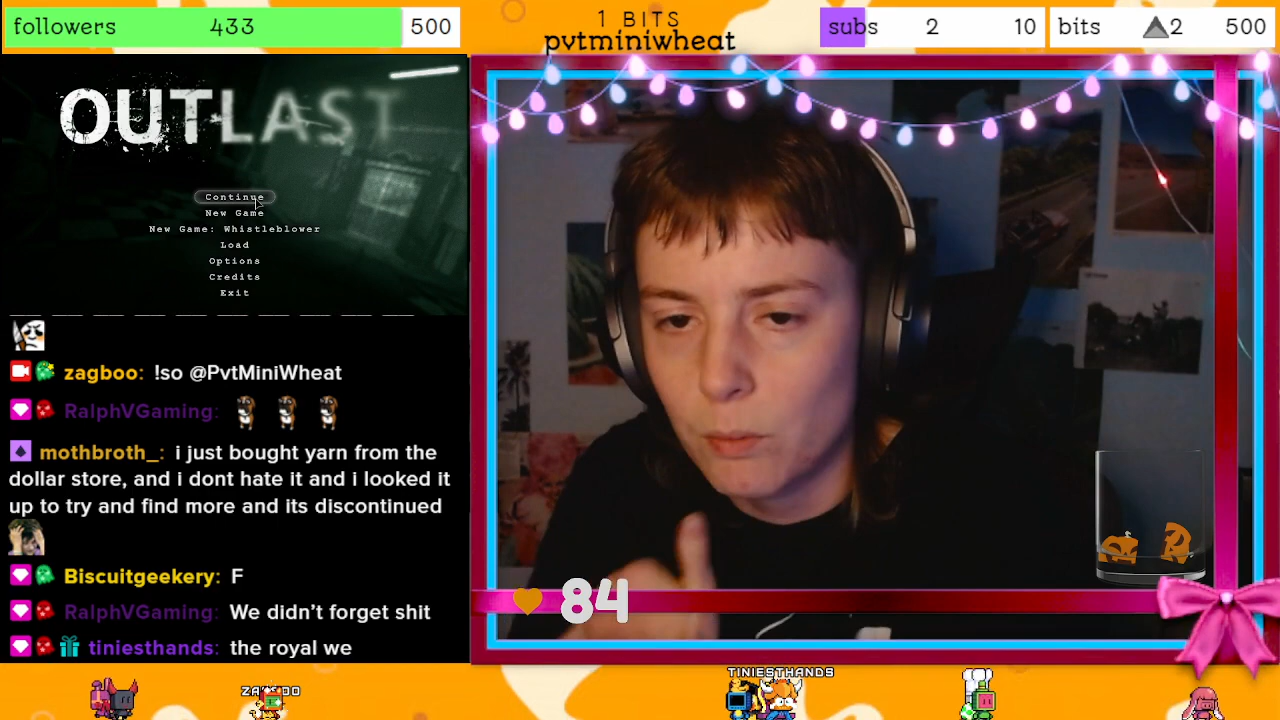 followers 433 500
1 BITS
pvtminiwheat
subs 2 10
bits 2 500
OUTLAST
Continue
New Game
New Game: Whistleblower
Load
Options
Credits
Exit
zagboo: !so @PvtMiniWheat
RalphVGaming:
mothbroth_: i just bought yarn from the
dollar store, and i dont hate it and i looked it
up to try and find more and its discontinued
Biscuitgeekery: F
RalphVGaming: We didn't forget shit
tiniesthands: the royal we
84
ZAGBOO
TINIESTHANDS